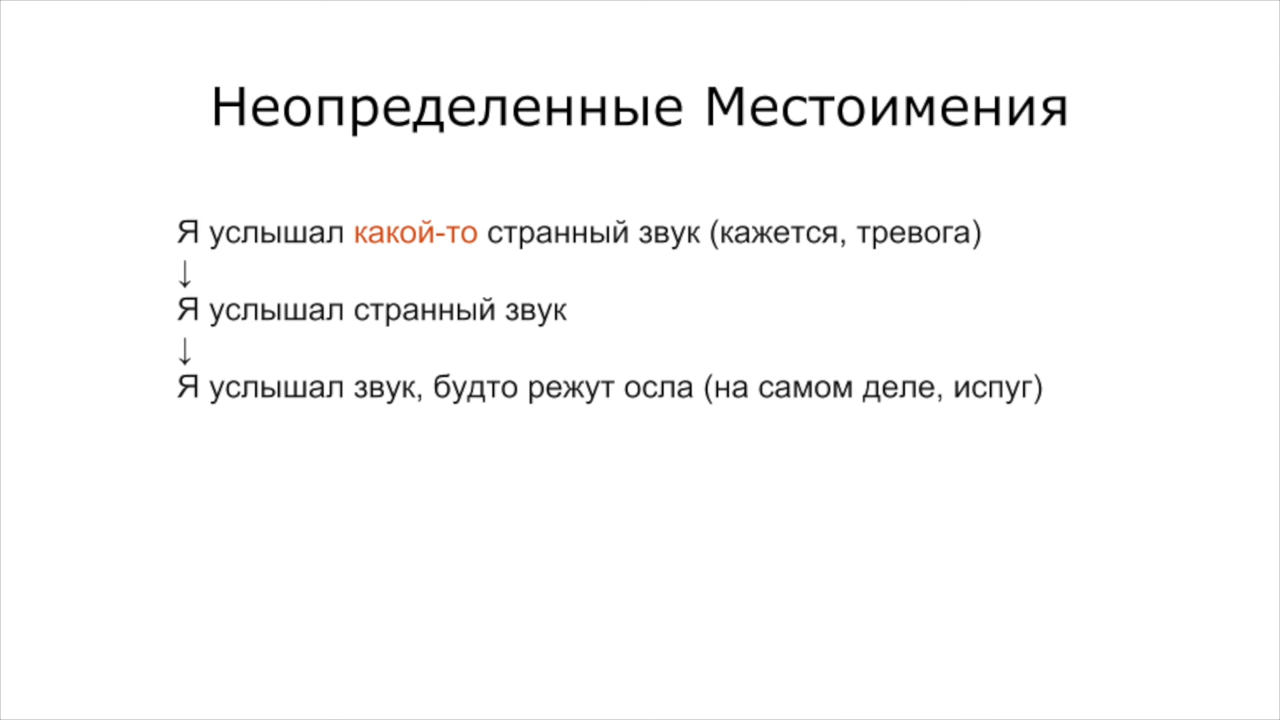 Неопределенные Местоимения
Я услышал какой-то странный звук (кажется, тревога)
↓
Я услышал странный звук
↓
Я услышал звук, будто режут осла (на самом деле, испуг)